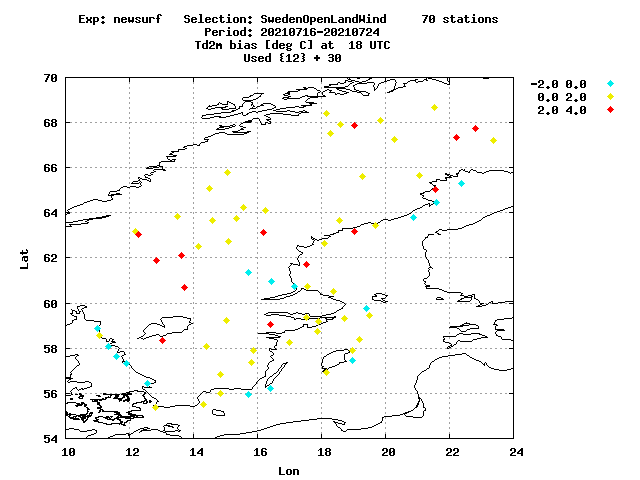 Exp: newsurf   Selection: SwedenOpenLandWind     70 stations
Period: 20210716-20210724
Td2m bias [deg C] at  18 UTC
Used {12} + 30
-2.0 0.0
0.0 2.0
2.0 4.0
70
68
66
64
62
60
58
56
54
Lat
10 12 14 16 18 20 22 24
Lon